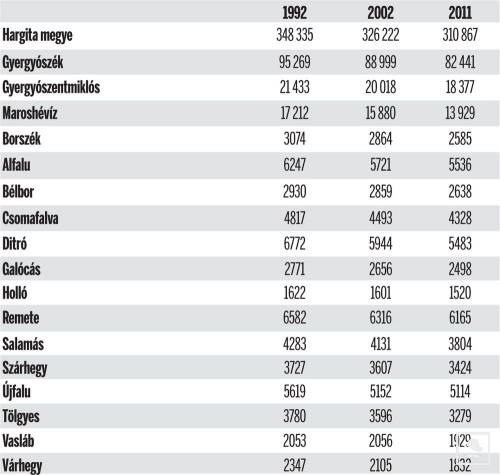 1992 2002 2011
Hargita megye 348 335 326 222 310 867
Gyergyószék 95 269 88 999 82 441
Gyergyószentmiklós 21 433 20 018 18 377
Maroshévíz 17 212 15 880 13 929
Borszék 3074 2864 2585
Alfalu 6247 5721 5536
Bélbor 2930 2859 2638
Csomafalva 4817 4493 4328
Ditró 6772 5944 5483
Galócás 2771 2656 2498
Holló 1622 1601 1520
Remete 6582 6316 6165
Salamás 4283 4131 3804
Szárhegy 3727 3607 3424
Újfalu 5619 5152 5114
Tölgyes 3780 3596 3279
Vasláb 2053 2056 1929
Várhegy 2347 2105 1832